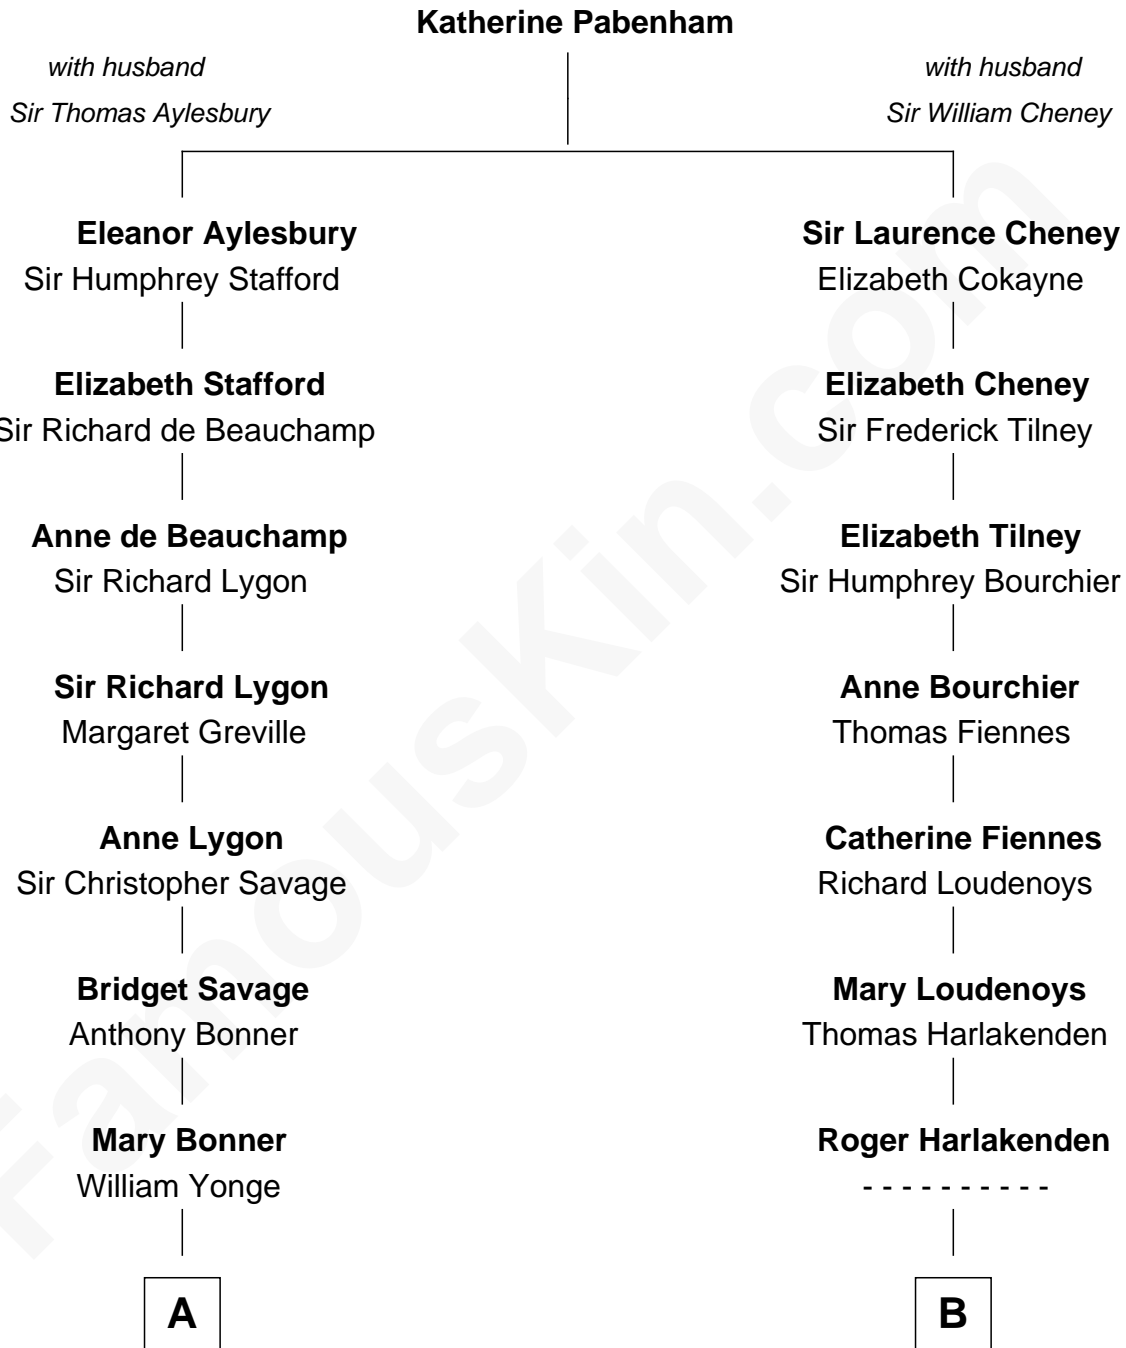 Katherine Pabenham
with husband
Sir Thomas Aylesbury
with husband
Sir William Cheney
Eleanor Aylesbury
Sir Humphrey Stafford
Sir Laurence Cheney
Elizabeth Cokayne
Elizabeth Stafford
Sir Richard de Beauchamp
Elizabeth Cheney
Sir Frederick Tilney
Anne de Beauchamp
Sir Richard Lygon
Elizabeth Tilney
Sir Humphrey Bourchier
Sir Richard Lygon
Margaret Greville
Anne Bourchier
Thomas Fiennes
Anne Lygon
Sir Christopher Savage
Catherine Fiennes
Richard Loudenoys
Bridget Savage
Anthony Bonner
Mary Loudenoys
Thomas Harlakenden
Mary Bonner
William Yonge
Roger Harlakenden
- - - - - - - - - -
A
B
FamousKin.com